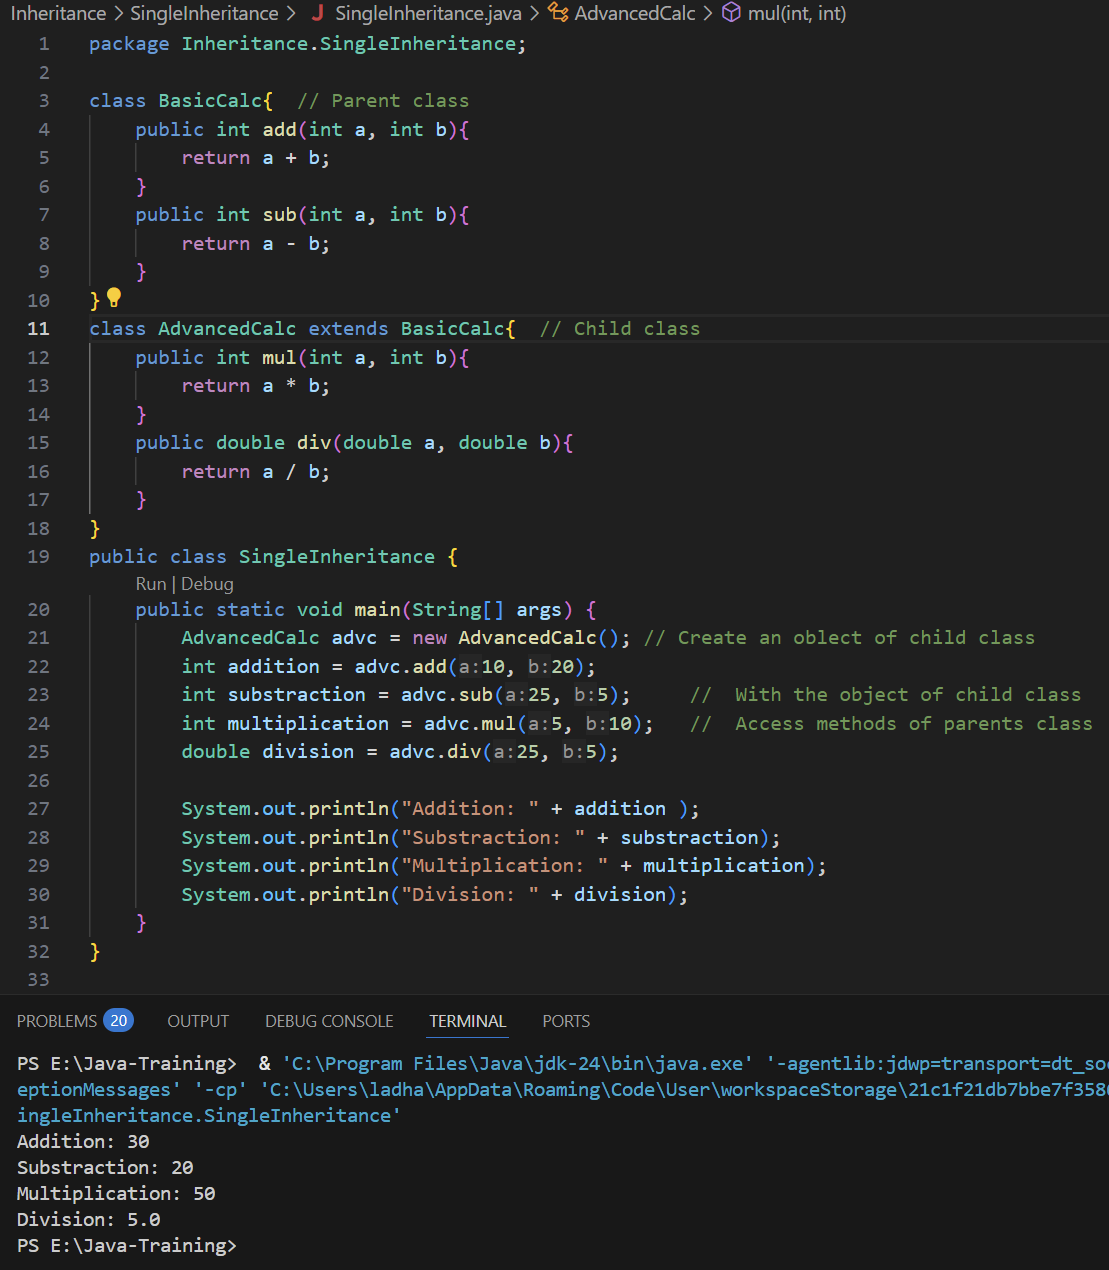 Inheritance > SingleInheritance > J SingleInheritance.java > AdvancedCalc > mul(int, int)
1 package Inheritance.SingleInheritance;
2
3 class BasicCalc{  // Parent class
4     public int add(int a, int b){
5         return a + b;
6     }
7     public int sub(int a, int b){
8         return a - b;
9     }
10 }
11 class AdvancedCalc extends BasicCalc{  // Child class
12     public int mul(int a, int b){
13         return a * b;
14     }
15     public double div(double a, double b){
16         return a / b;
17     }
18 }
19 public class SingleInheritance {
Run | Debug
20     public static void main(String[] args) {
21         AdvancedCalc advc = new AdvancedCalc(); // Create an oblect of child class
22         int addition = advc.add(a:10, b:20);
23         int substraction = advc.sub(a:25, b:5);     //  With the object of child class
24         int multiplication = advc.mul(a:5, b:10);   //  Access methods of parents class
25         double division = advc.div(a:25, b:5);
26
27         System.out.println("Addition: " + addition );
28         System.out.println("Substraction: " + substraction);
29         System.out.println("Multiplication: " + multiplication);
30         System.out.println("Division: " + division);
31     }
32 }
33
PROBLEMS 20 OUTPUT DEBUG CONSOLE TERMINAL PORTS
PS E:\Java-Training>  & 'C:\Program Files\Java\jdk-24\bin\java.exe' '-agentlib:jdwp=transport=dt_soc
eptionMessages' '-cp' 'C:\Users\ladha\AppData\Roaming\Code\User\workspaceStorage\21c1f21db7bbe7f3580
ingleInheritance.SingleInheritance'
Addition: 30
Substraction: 20
Multiplication: 50
Division: 5.0
PS E:\Java-Training>